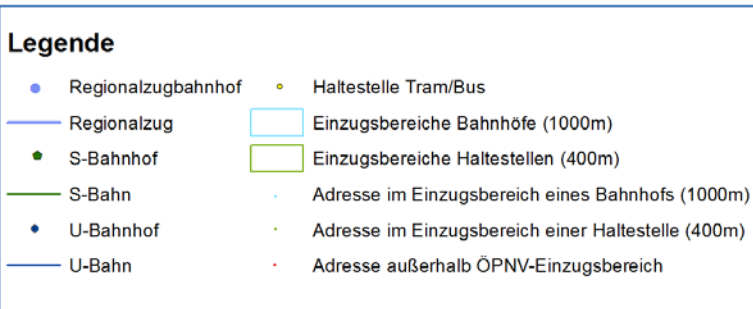 Legende
Regionalzugbahnhof
Regionalzug
S-Bahnhof
S-Bahn
U-Bahnhof
U-Bahn
Haltestelle Tram/Bus
Einzugsbereiche Bahnhöfe (1000m)
Einzugsbereiche Haltestellen (400m)
Adresse im Einzugsbereich eines Bahnhofs (1000m)
Adresse im Einzugsbereich einer Haltestelle (400m)
Adresse außerhalb ÖPNV-Einzugsbereich